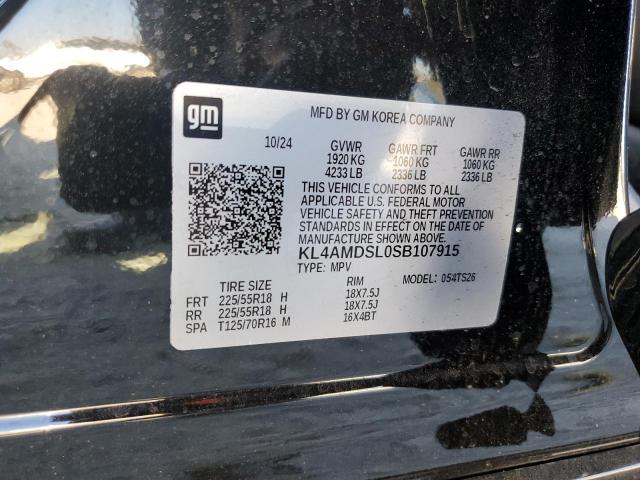 gm
MFD BY GM KOREA COMPANY
10/24 GVWR GAWR FRT GAWR RR
1920 KG 1060 KG 1060 KG
4233 LB 2336 LB 2336 LB
THIS VEHICLE CONFORMS TO ALL
APPLICABLE U.S. FEDERAL MOTOR
VEHICLE SAFETY AND THEFT PREVENTION
STANDARDS IN EFFECT ON THE DATE OF
MANUFACTURE SHOWN ABOVE.
KL4AMDSL0SB107915
TYPE: MPV MODEL: 054TS26
TIRE SIZE RIM
FRT 225/55R18 H 18X7.5J
RR 225/55R18 H 18X7.5J
SPA T125/70R16 M 16X4BT